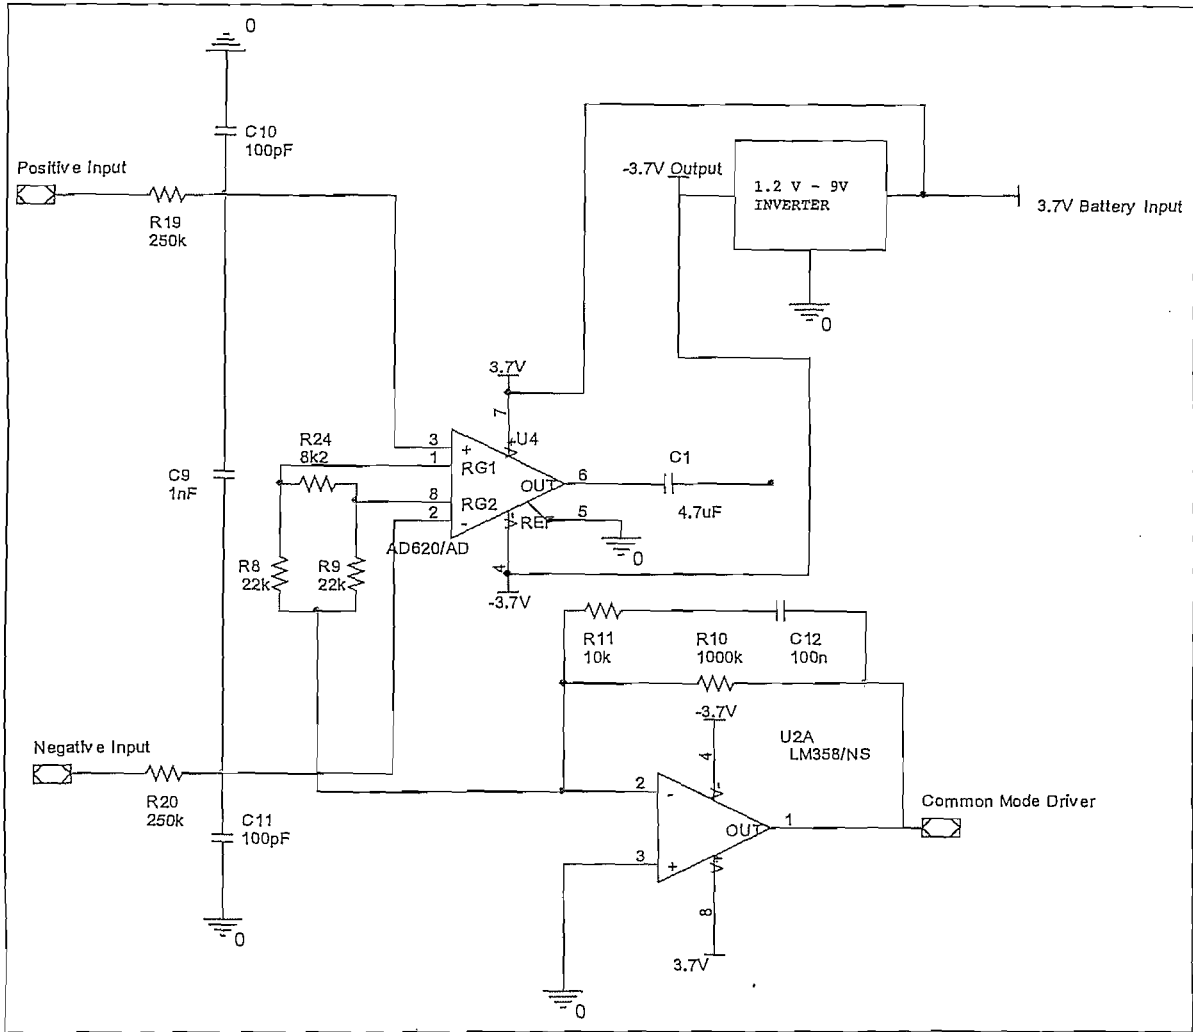 0
C10
100pF
Positive Input
R19
250k
-3.7V Output
1.2 V - 9V
INVERTER
3.7V Battery Input
0
3.7V
7
U4
R24
8k2
3
+
1
RG1
C9
1nF
8
RG2
2
-
OUT
6
C1
4.7uF
REF
5
0
AD620/AD
R8
22k
R9
22k
V-
V+
4
-3.7V
R11
10k
R10
1000k
C12
100n
-3.7V
4
U2A
LM358/NS
Negative Input
R20
250k
C11
100pF
0
2
-
V-
OUT
1
Common Mode Driver
3
+
V+
8
3.7V
0